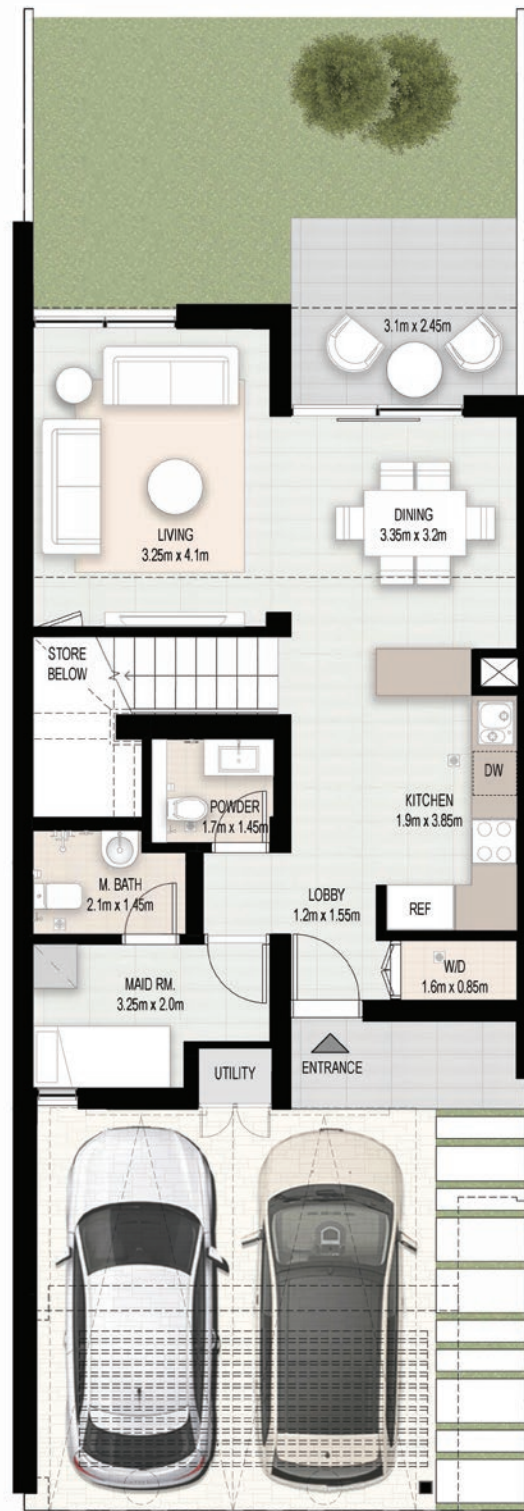 3.1m x 2.45m
LIVING
3.25m x 4.1m
DINING
3.35m x 3.2m
STORE
BELOW
DW
POWDER
1.7m x 1.45m
KITCHEN
1.9m x 3.85m
M. BATH
2.1m x 1.45m
LOBBY
1.2m x 1.55m
REF
W/D
1.6m x 0.85m
MAID RM.
3.25m x 2.0m
UTILITY
ENTRANCE